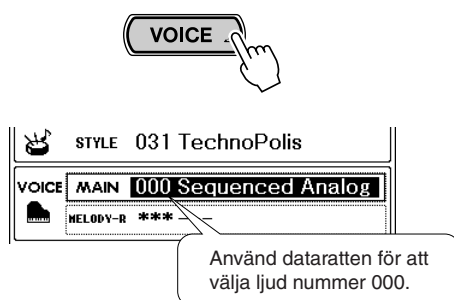 VOICE
STYLE 031 TechnoPolis
VOICE MAIN 000 Sequenced Analog
MELODY-R ***
Använd dataratten för att
välja ljud nummer 000.